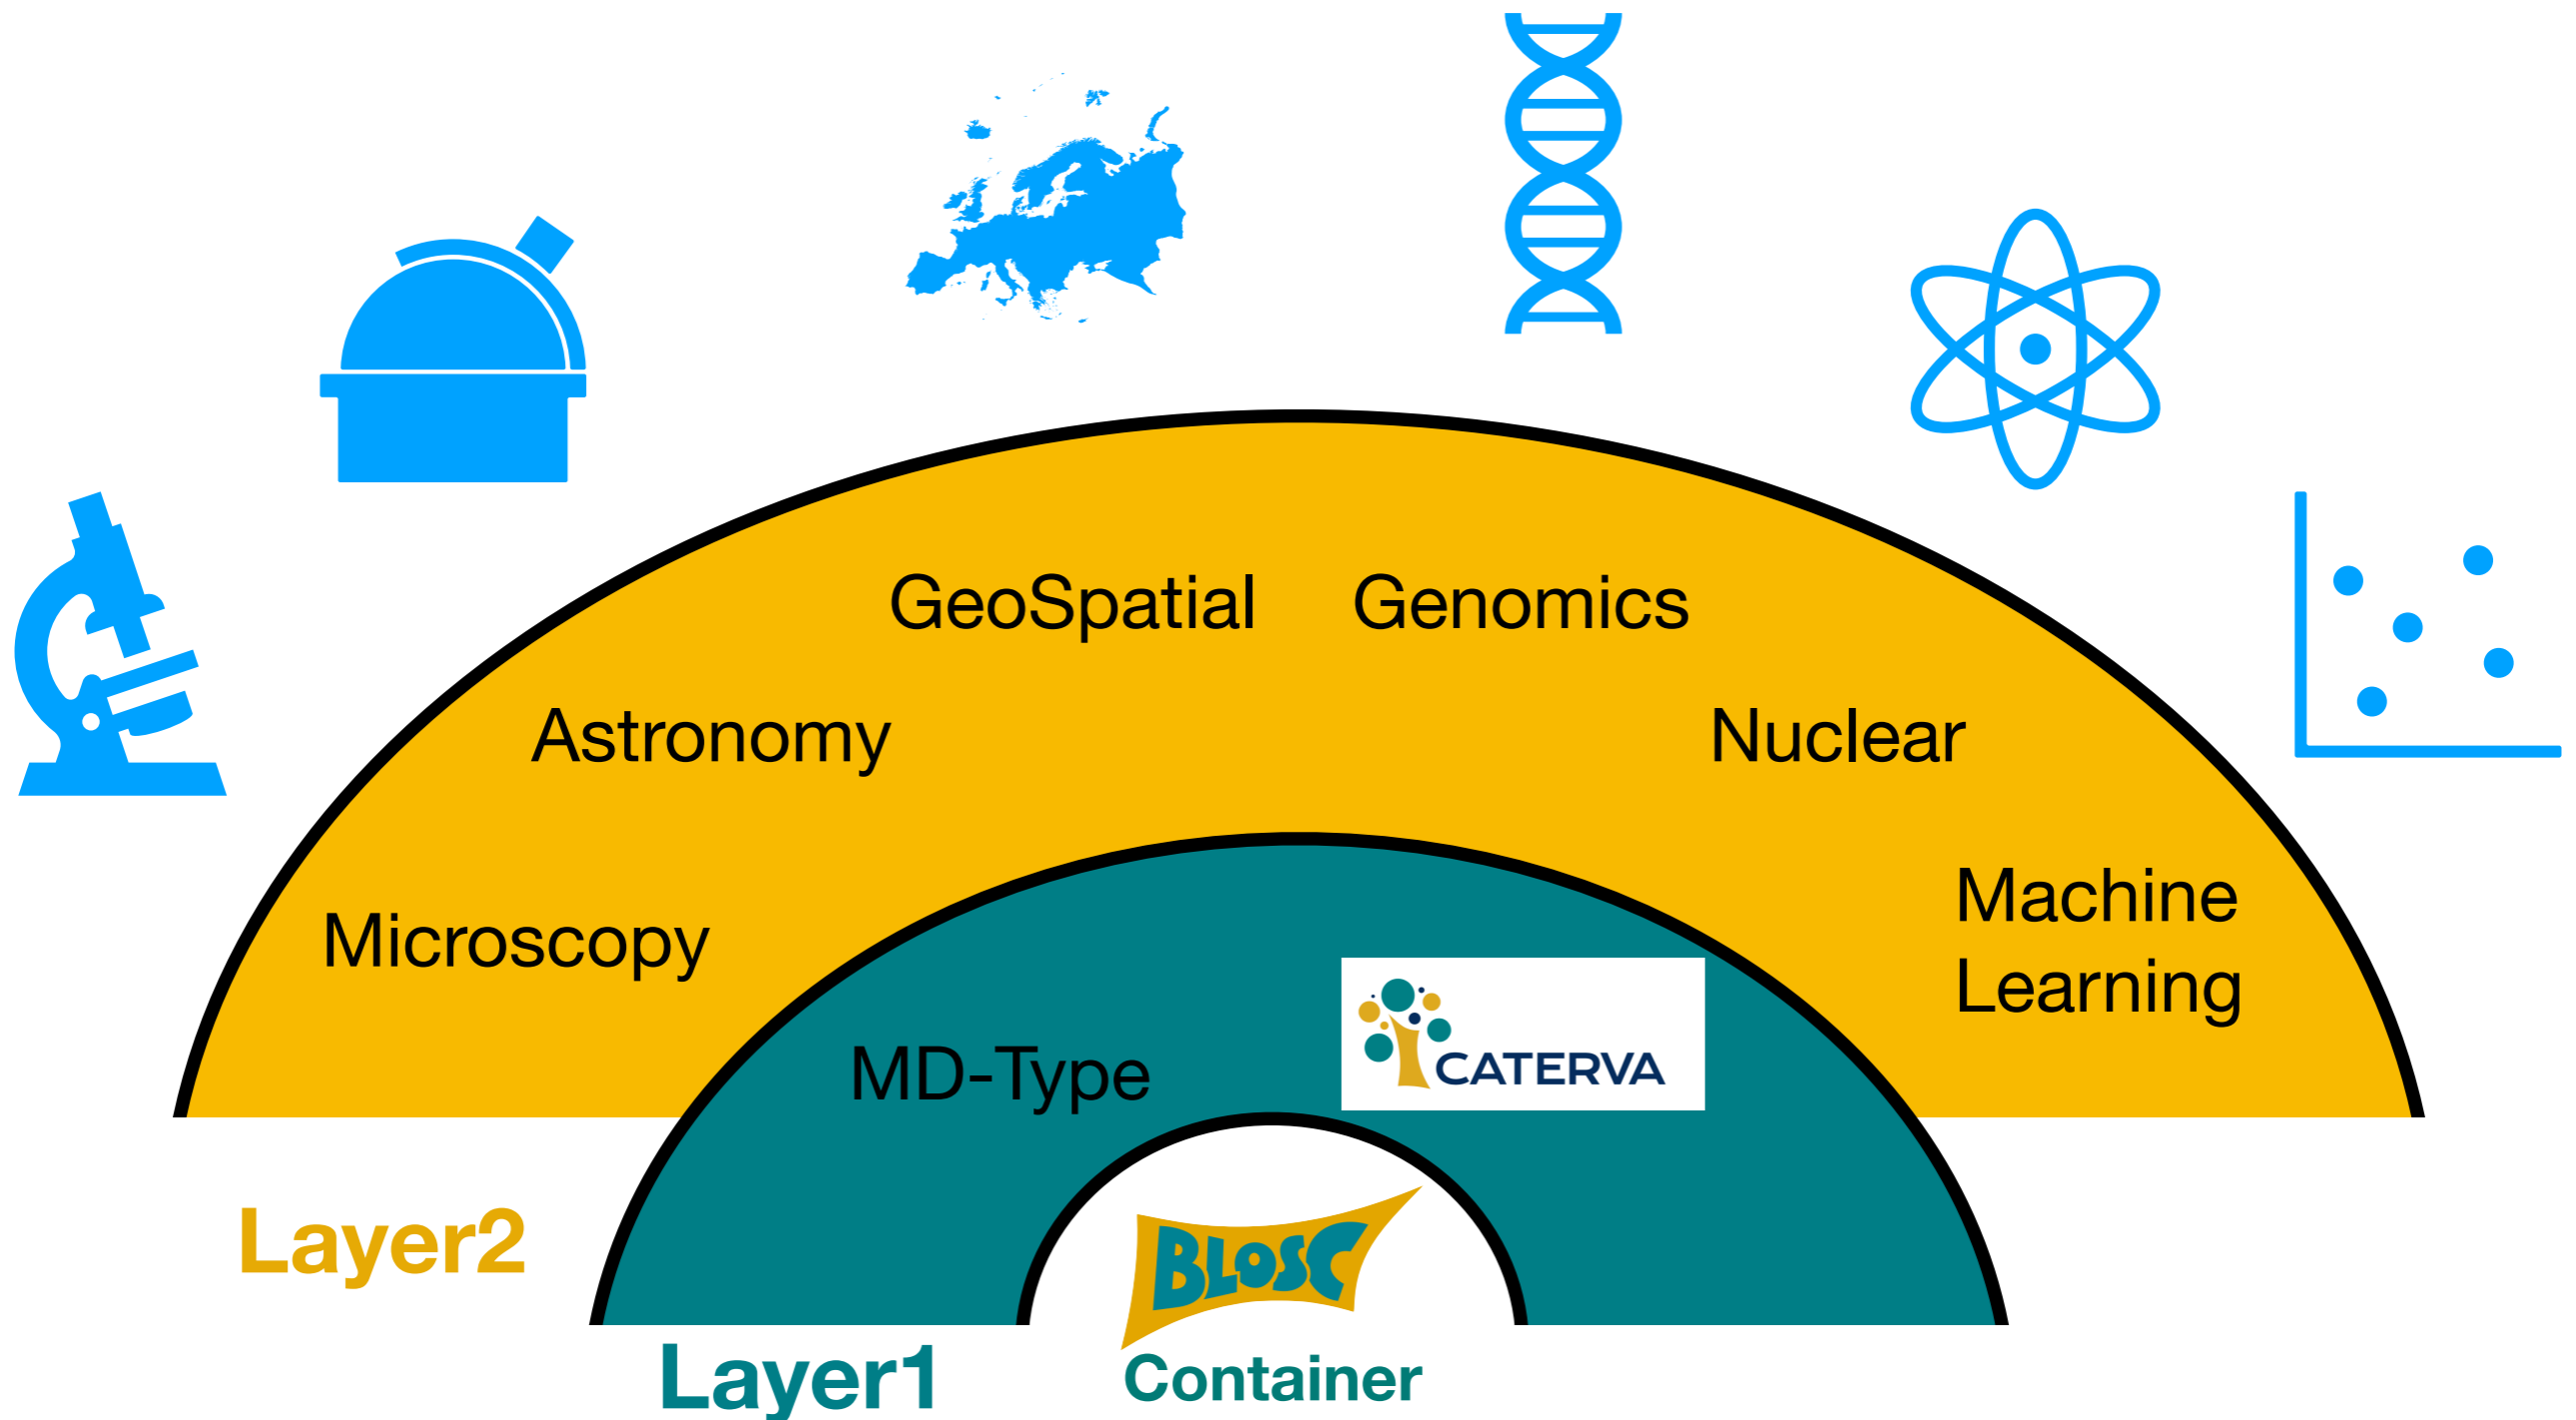 GeoSpatial
Genomics
Astronomy
Nuclear
Microscopy
Machine
Learning
MD-Type
CATERVA
Layer2
BLOSC
Layer1
Container